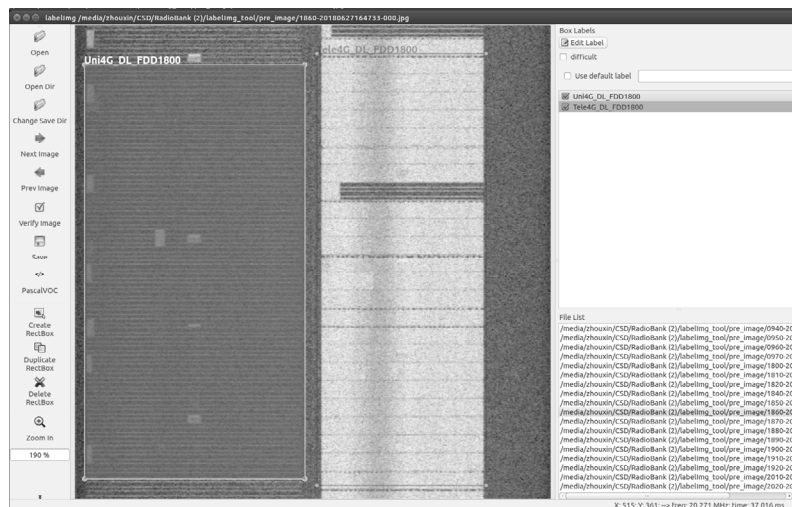 labelImg /media/zhouxin/CSD/RadioBank (2)/labelImg_tool/pre_image/1860-20180627164733-000.jpg
Open
Open Dir
Change Save Dir
Next Image
Prev Image
Verify Image
Save
</>
PascalVOC
Create
RectBox
Duplicate
RectBox
Delete
RectBox
Zoom In
190 %
Uni4G_DL_FDD1800
Tele4G_DL_FDD1800
Box Labels
Edit Label
difficult
Use default label
Uni4G_DL_FDD1800
Tele4G_DL_FDD1800
File List
/media/zhouxin/CSD/RadioBank (2)/labelImg_tool/pre_image/0940-20
/media/zhouxin/CSD/RadioBank (2)/labelImg_tool/pre_image/0950-20
/media/zhouxin/CSD/RadioBank (2)/labelImg_tool/pre_image/0960-20
/media/zhouxin/CSD/RadioBank (2)/labelImg_tool/pre_image/0970-20
/media/zhouxin/CSD/RadioBank (2)/labelImg_tool/pre_image/1800-20
/media/zhouxin/CSD/RadioBank (2)/labelImg_tool/pre_image/1810-20
/media/zhouxin/CSD/RadioBank (2)/labelImg_tool/pre_image/1820-20
/media/zhouxin/CSD/RadioBank (2)/labelImg_tool/pre_image/1840-20
/media/zhouxin/CSD/RadioBank (2)/labelImg_tool/pre_image/1850-20
/media/zhouxin/CSD/RadioBank (2)/labelImg_tool/pre_image/1860-20
/media/zhouxin/CSD/RadioBank (2)/labelImg_tool/pre_image/1870-20
/media/zhouxin/CSD/RadioBank (2)/labelImg_tool/pre_image/1880-20
/media/zhouxin/CSD/RadioBank (2)/labelImg_tool/pre_image/1890-20
/media/zhouxin/CSD/RadioBank (2)/labelImg_tool/pre_image/1900-20
/media/zhouxin/CSD/RadioBank (2)/labelImg_tool/pre_image/1910-20
/media/zhouxin/CSD/RadioBank (2)/labelImg_tool/pre_image/1920-20
/media/zhouxin/CSD/RadioBank (2)/labelImg_tool/pre_image/2010-20
/media/zhouxin/CSD/RadioBank (2)/labelImg_tool/pre_image/2020-20
X: 515; Y: 361; --> freq: 20.271 MHz; time: 37.016 ms